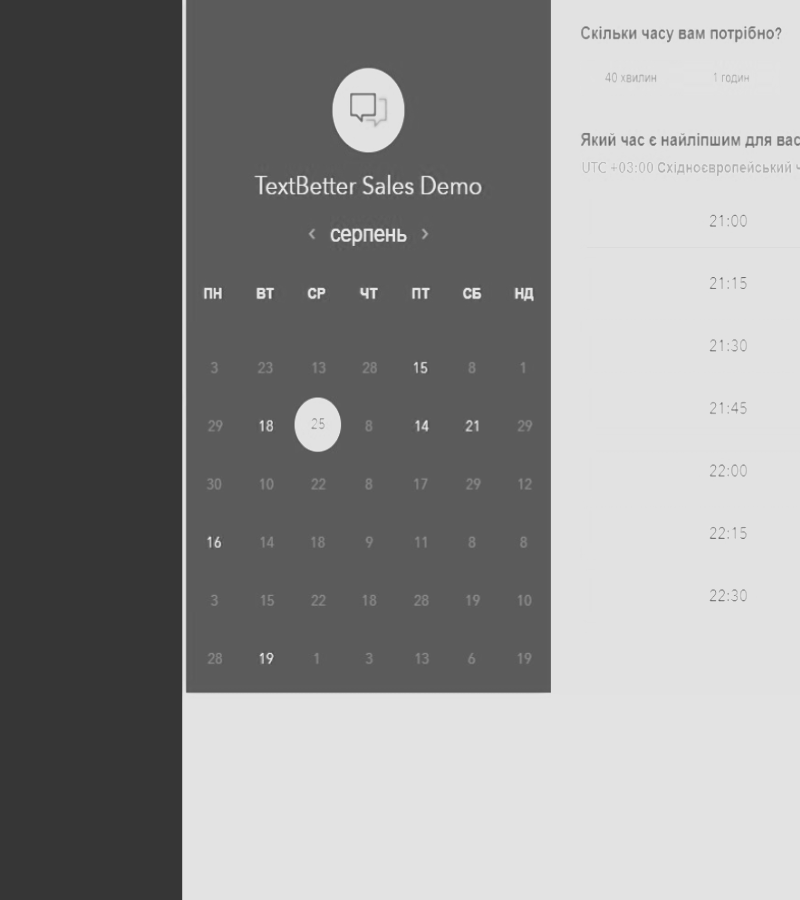 TextBetter Sales Demo
‹ серпень ›
ПН ВТ СР ЧТ ПТ СБ НД
3 23 13 28 15 8 1
29 18 25 8 14 21 29
30 10 22 8 17 29 12
16 14 18 9 11 8 8
3 15 22 18 28 19 10
28 19 1 3 13 6 19
Скільки часу вам потрібно?
40 хвилин 1 годин
Який час є найліпшим для вас
UTC +03:00 Східноєвропейський ч
21:00
21:15
21:30
21:45
22:00
22:15
22:30